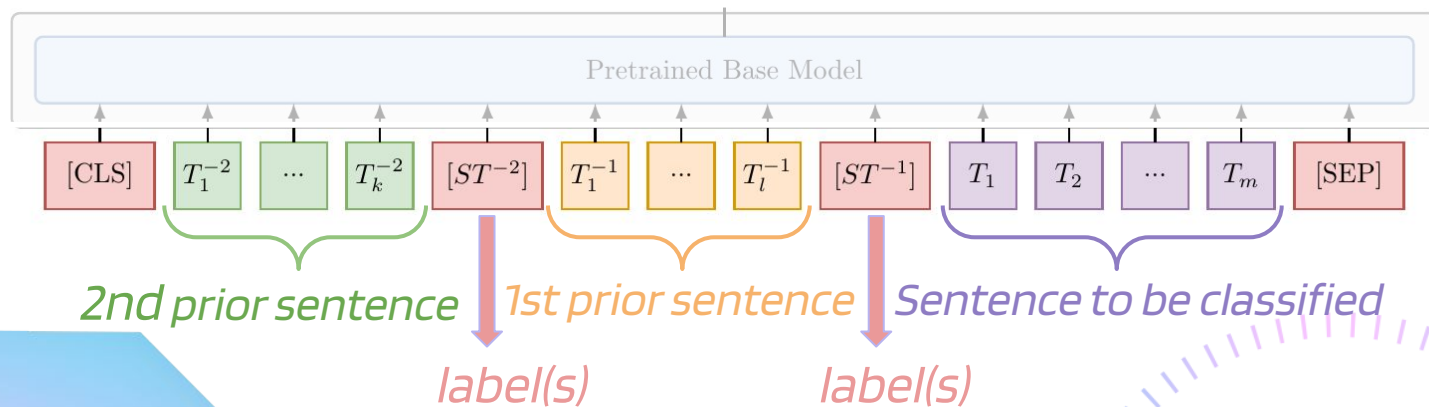 Pretrained Base Model
[CLS] T_1^{-2} ... T_k^{-2} [ST^{-2}] T_1^{-1} ... T_l^{-1} [ST^{-1}] T_1 T_2 ... T_m [SEP]
2nd prior sentence 1st prior sentence Sentence to be classified
label(s) label(s)